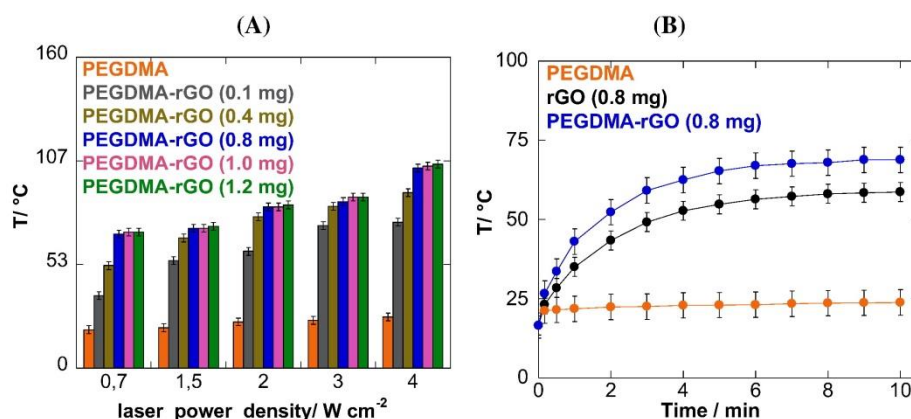 (A)
160
107
53
0
T/ °C
PEGDMA
PEGDMA-rGO (0.1 mg)
PEGDMA-rGO (0.4 mg)
PEGDMA-rGO (0.8 mg)
PEGDMA-rGO (1.0 mg)
PEGDMA-rGO (1.2 mg)
0,7 1,5 2 3 4
laser power density/ W cm-2
(B)
100
75
50
25
0
T/ °C
PEGDMA
rGO (0.8 mg)
PEGDMA-rGO (0.8 mg)
0 2 4 6 8 10
Time / min